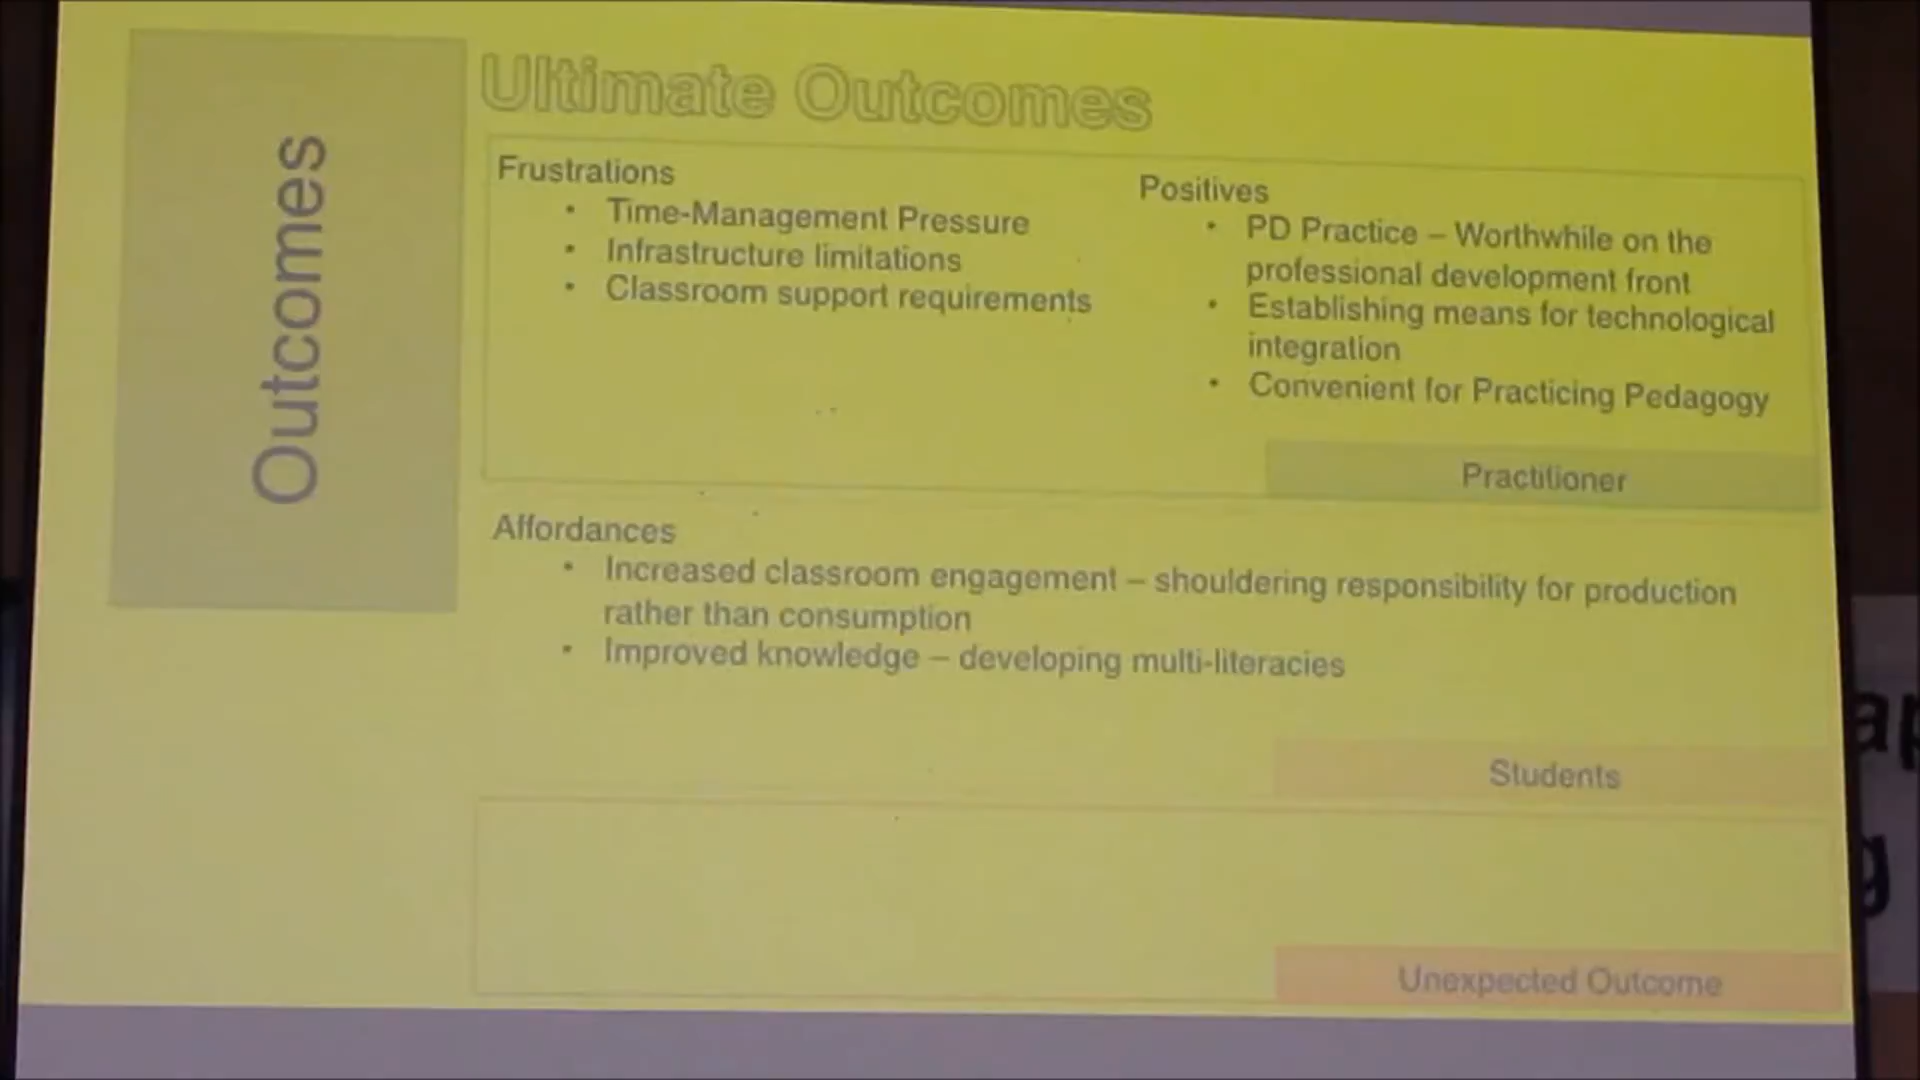 Outcomes
Ultimate Outcomes
Frustrations
• Time-Management Pressure
• Infrastructure limitations
• Classroom support requirements
Positives
• PD Practice – Worthwhile on the
professional development front
• Establishing means for technological
integration
• Convenient for Practicing Pedagogy
Practitioner
Affordances
• Increased classroom engagement – shouldering responsibility for production
rather than consumption
• Improved knowledge – developing multi-literacies
Students
Unexpected Outcome